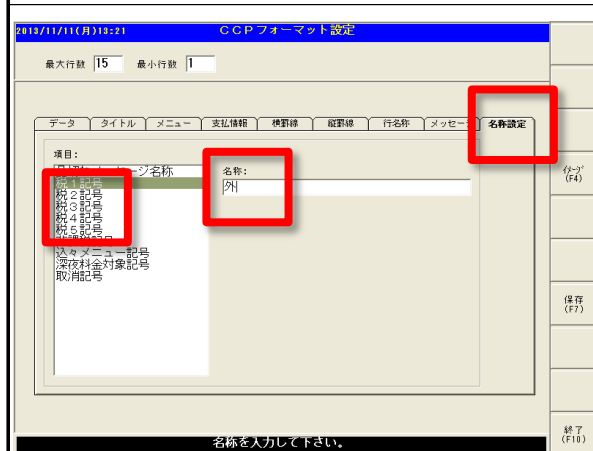 2013/11/11(月)13:21 CCPフォーマット設定
最大行数 15 最小行数 1
データ タイトル メニュー 支払情報 横罫線 縦罫線 行名称 メッセージ 名称設定
項目:
名称:
ージ名称
外
税1記号
税2記号
税3記号
税4記号
税5記号
込々メニュー記号
深夜料金対象記号
取消記号
イメージ
(F4)
保存
(F7)
終了
(F10)
名称を入力して下さい。